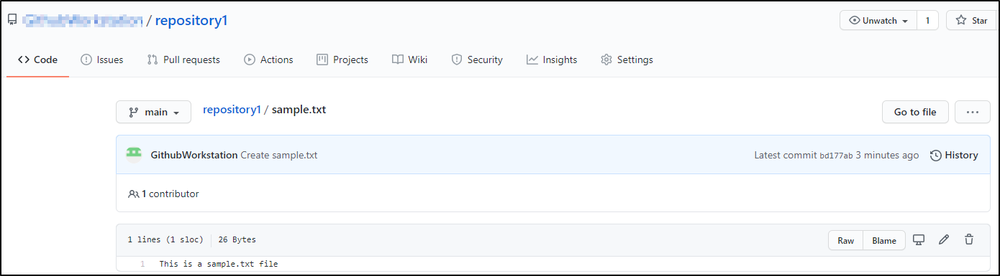 / repository1 Unwatch 1 Star
Code Issues Pull requests Actions Projects Wiki Security Insights Settings
main repository1 / sample.txt Go to file ...
GithubWorkstation Create sample.txt Latest commit bd177ab 3 minutes ago History
1 contributor
1 lines (1 sloc) 26 Bytes Raw Blame
1 This is a sample.txt file